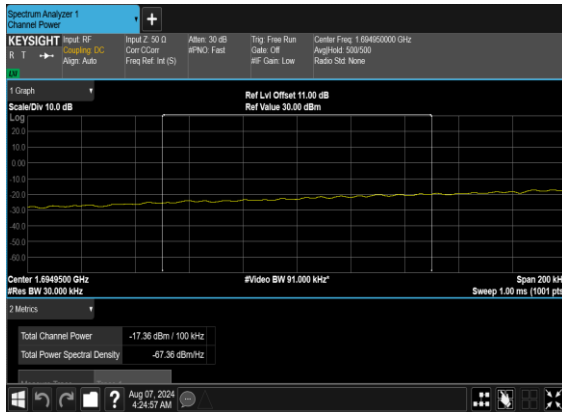 Spectrum Analyzer 1
Channel Power
+
KEYSIGHT
R T
LXI
Input: RF
Coupling: DC
Align: Auto
Input Z: 50 Ω
Corr CCorr
Freq Ref: Int (S)
Atten: 30 dB
#PNO: Fast
Trig: Free Run
Gate: Off
#IF Gain: Low
Center Freq: 1.694950000 GHz
Avg|Hold: 500/500
Radio Std: None
1 Graph
Scale/Div 10.0 dB
Ref Lvl Offset 11.00 dB
Ref Value 30.00 dBm
Log
20.0
10.0
0.00
-10.0
-20.0
-30.0
-40.0
-50.0
-60.0
Center 1.6949500 GHz
#Res BW 30.000 kHz
#Video BW 91.000 kHz*
Span 200 kH
Sweep 1.00 ms (1001 pts
2 Metrics
Total Channel Power -17.36 dBm / 100 kHz
Total Power Spectral Density -67.36 dBm/Hz
?
Aug 07, 2024
4:24:57 AM